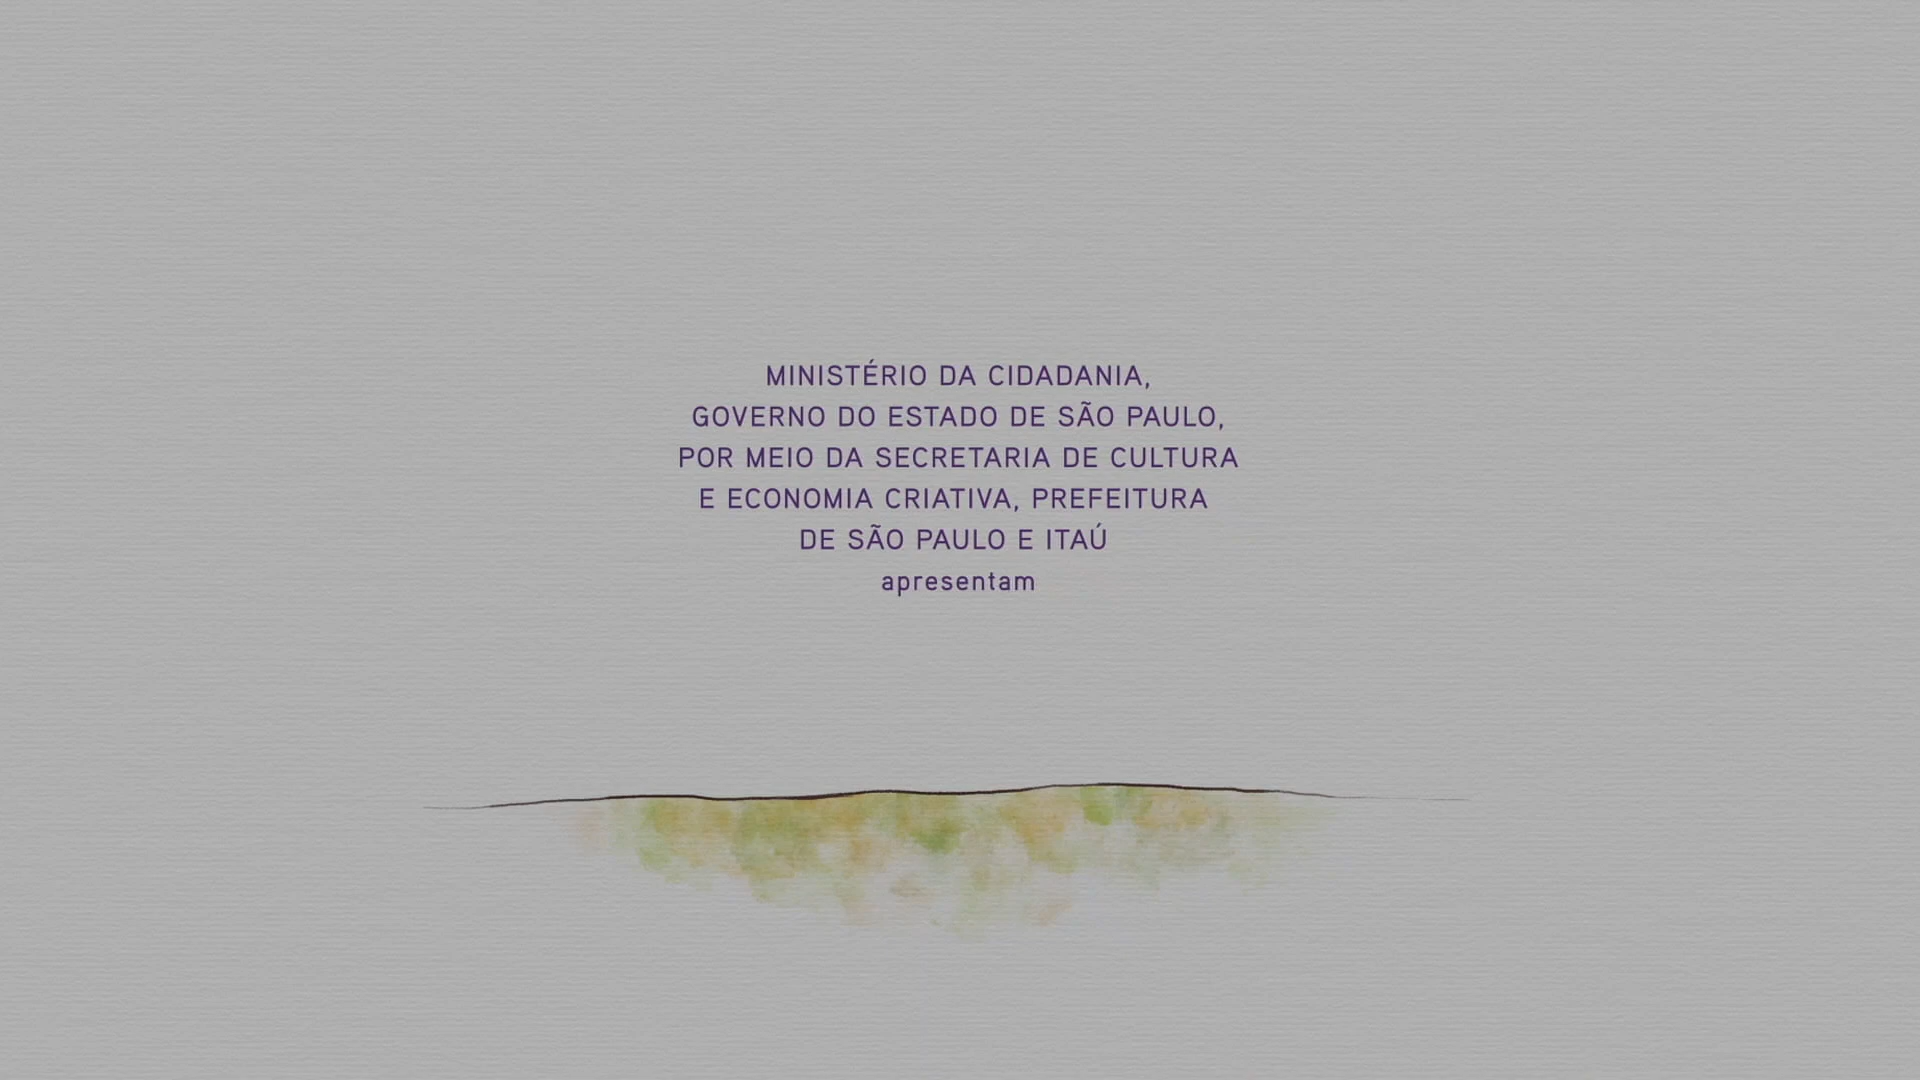 MINISTÉRIO DA CIDADANIA,
GOVERNO DO ESTADO DE SÃO PAULO,
POR MEIO DA SECRETARIA DE CULTURA
E ECONOMIA CRIATIVA, PREFEITURA
DE SÃO PAULO E ITAÚ
apresentam